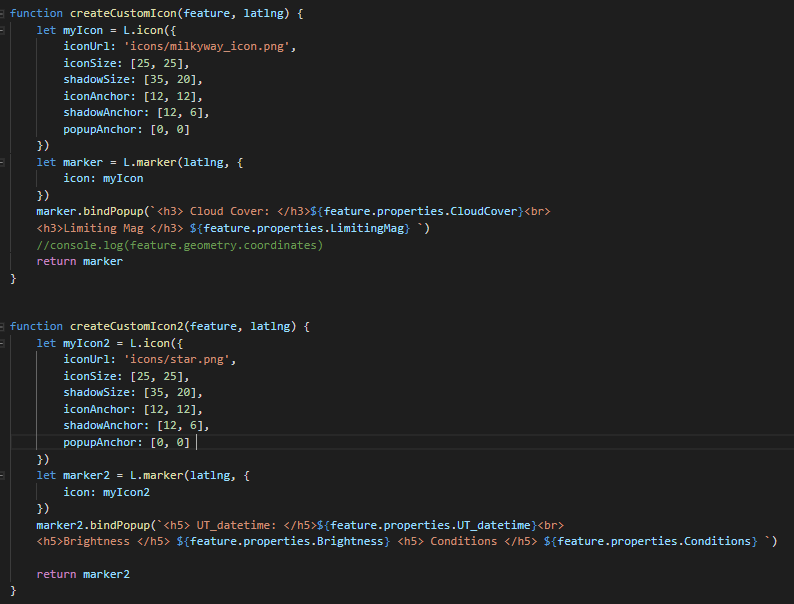 function createCustomIcon(feature, latlng) {
    let myIcon = L.icon({
        iconUrl: 'icons/milkyway_icon.png',
        iconSize: [25, 25],
        shadowSize: [35, 20],
        iconAnchor: [12, 12],
        shadowAnchor: [12, 6],
        popupAnchor: [0, 0]
    })
    let marker = L.marker(latlng, {
        icon: myIcon
    })
    marker.bindPopup(`<h3> Cloud Cover: </h3>${feature.properties.CloudCover}<br>
    <h3>Limiting Mag </h3> ${feature.properties.LimitingMag} `)
    //console.log(feature.geometry.coordinates)
    return marker
}
function createCustomIcon2(feature, latlng) {
    let myIcon2 = L.icon({
        iconUrl: 'icons/star.png',
        iconSize: [25, 25],
        shadowSize: [35, 20],
        iconAnchor: [12, 12],
        shadowAnchor: [12, 6],
        popupAnchor: [0, 0]
    })
    let marker2 = L.marker(latlng, {
        icon: myIcon2
    })
    marker2.bindPopup(`<h5> UT_datetime: </h5>${feature.properties.UT_datetime}<br>
    <h5>Brightness </h5> ${feature.properties.Brightness} <h5> Conditions </h5> ${feature.properties.Conditions} `)
    return marker2
}